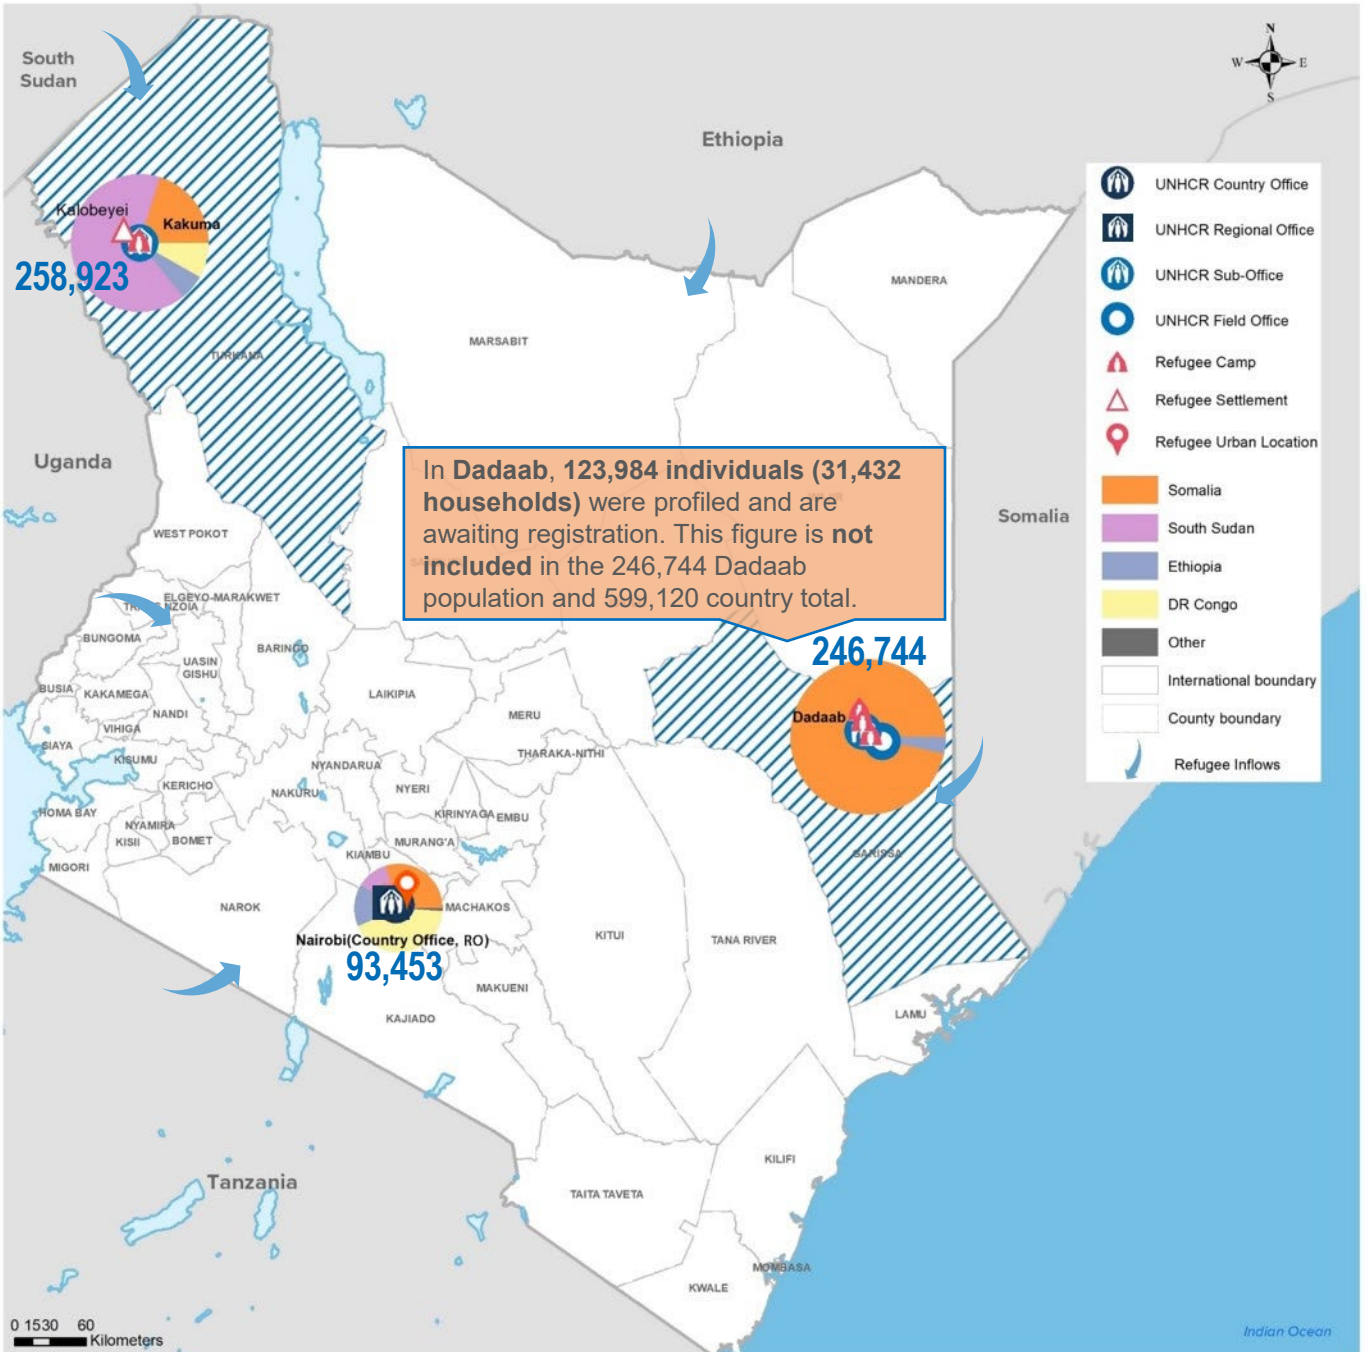 N
W E
S
South
Sudan
Ethiopia
Uganda
Somalia
Tanzania
Indian Ocean
UNHCR Country Office
UNHCR Regional Office
UNHCR Sub-Office
UNHCR Field Office
Refugee Camp
Refugee Settlement
Refugee Urban Location
Somalia
South Sudan
Ethiopia
DR Congo
Other
International boundary
County boundary
Refugee Inflows
Kalobeyei
Kakuma
258,923
TURKANA
MARSABIT
MANDERA
In Dadaab, 123,984 individuals (31,432
households) were profiled and are
awaiting registration. This figure is not
included in the 246,744 Dadaab
population and 599,120 country total.
246,744
Dadaab
GARISSA
WEST POKOT
ELGEYO-MARAKWET
BUNGOMA
UASIN
GISHU
BARINGO
BUSIA
KAKAMEGA
NANDI
VIHIGA
SIAYA
KISUMU
LAIKIPIA
MERU
THARAKA-NITHI
NYANDARUA
KERICHO
NAKURU
NYERI
HOMA BAY
NYAMIRA
KISII
BOMET
KIRINYAGA
EMBU
MURANG'A
KIAMBU
MIGORI
NAROK
MACHAKOS
Nairobi(Country Office, RO)
93,453
KITUI
TANA RIVER
MAKUENI
KAJIADO
LAMU
KILIFI
TAITA TAVETA
MOMBASA
KWALE
0 1530 60
Kilometers